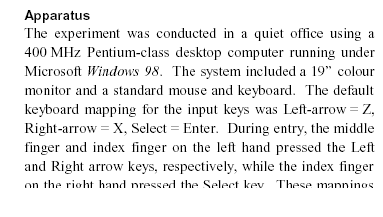 Apparatus
The experiment was conducted in a quiet office using a
400 MHz Pentium-class desktop computer running under
Microsoft Windows 98. The system included a 19” colour
monitor and a standard mouse and keyboard. The default
keyboard mapping for the input keys was Left-arrow = Z,
Right-arrow = X, Select = Enter. During entry, the middle
finger and index finger on the left hand pressed the Left
and Right arrow keys, respectively, while the index finger
on the right hand pressed the Select key. These mappings